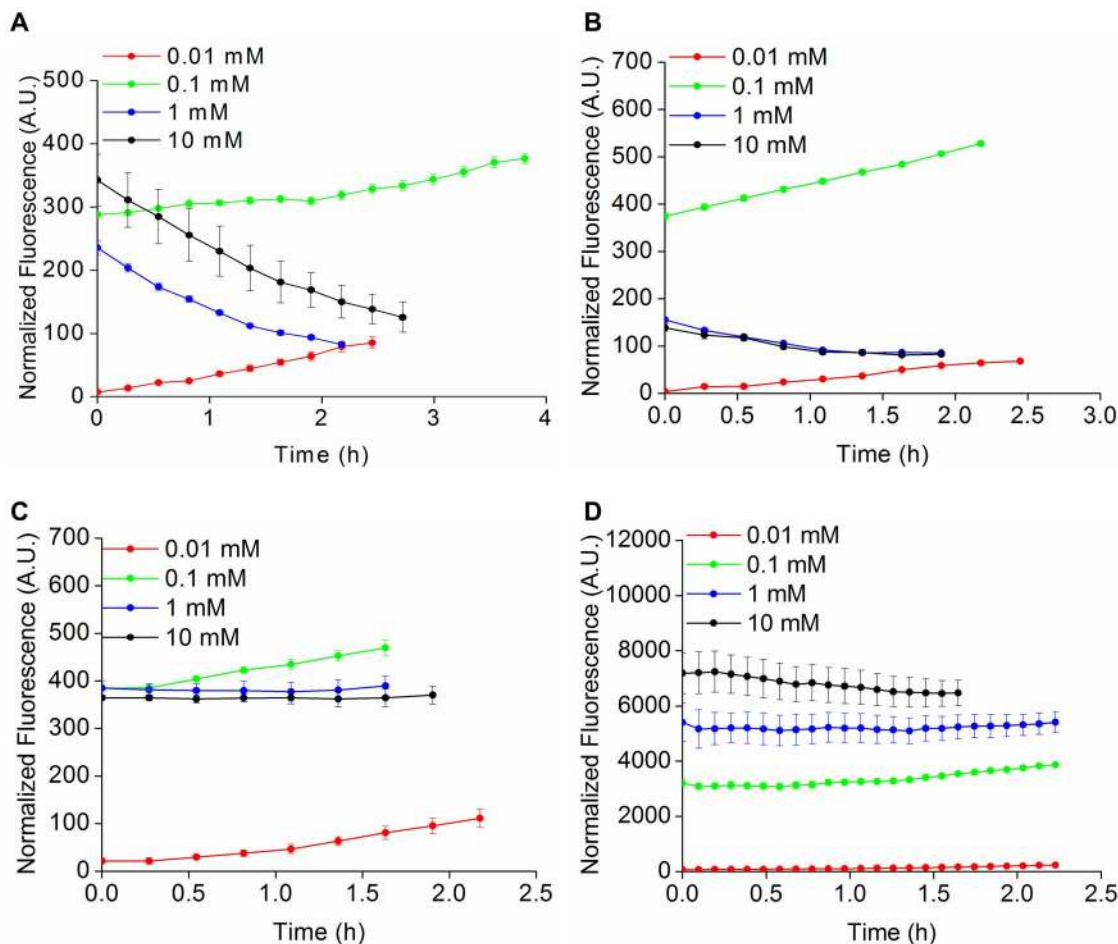 A
0.01 mM
0.1 mM
1 mM
10 mM
Normalized Fluorescence (A.U.)
500
400
300
200
100
0
0 1 2 3 4
Time (h)
B
0.01 mM
0.1 mM
1 mM
10 mM
Normalized Fluorescence (A.U.)
700
600
500
400
300
200
100
0
0.0 0.5 1.0 1.5 2.0 2.5 3.0
Time (h)
C
0.01 mM
0.1 mM
1 mM
10 mM
Normalized Fluorescence (A.U.)
700
600
500
400
300
200
100
0
0.0 0.5 1.0 1.5 2.0 2.5
Time (h)
D
0.01 mM
0.1 mM
1 mM
10 mM
Normalized Fluorescence (A.U.)
12000
10000
8000
6000
4000
2000
0
0.0 0.5 1.0 1.5 2.0 2.5
Time (h)